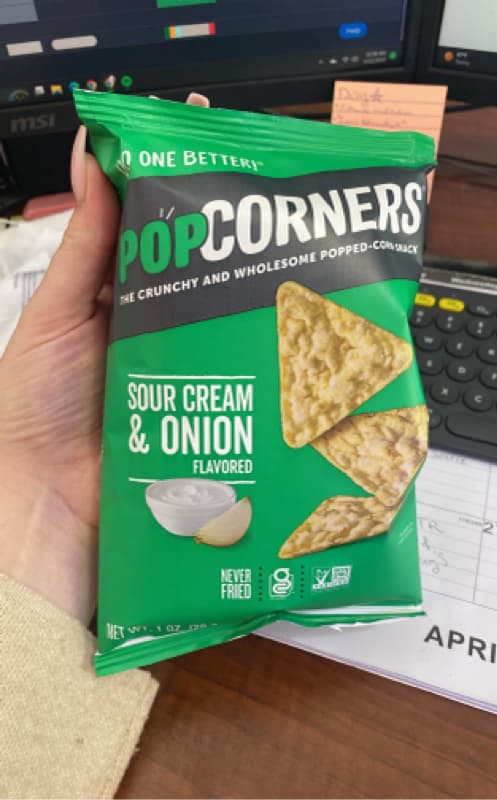 msi
ONE BETTER!
POPCORNERS
THE CRUNCHY AND WHOLESOME POPPED-CORN SNACK
SOUR CREAM
& ONION
FLAVORED
NEVER
FRIED
NET WT. 1 OZ.
APRI